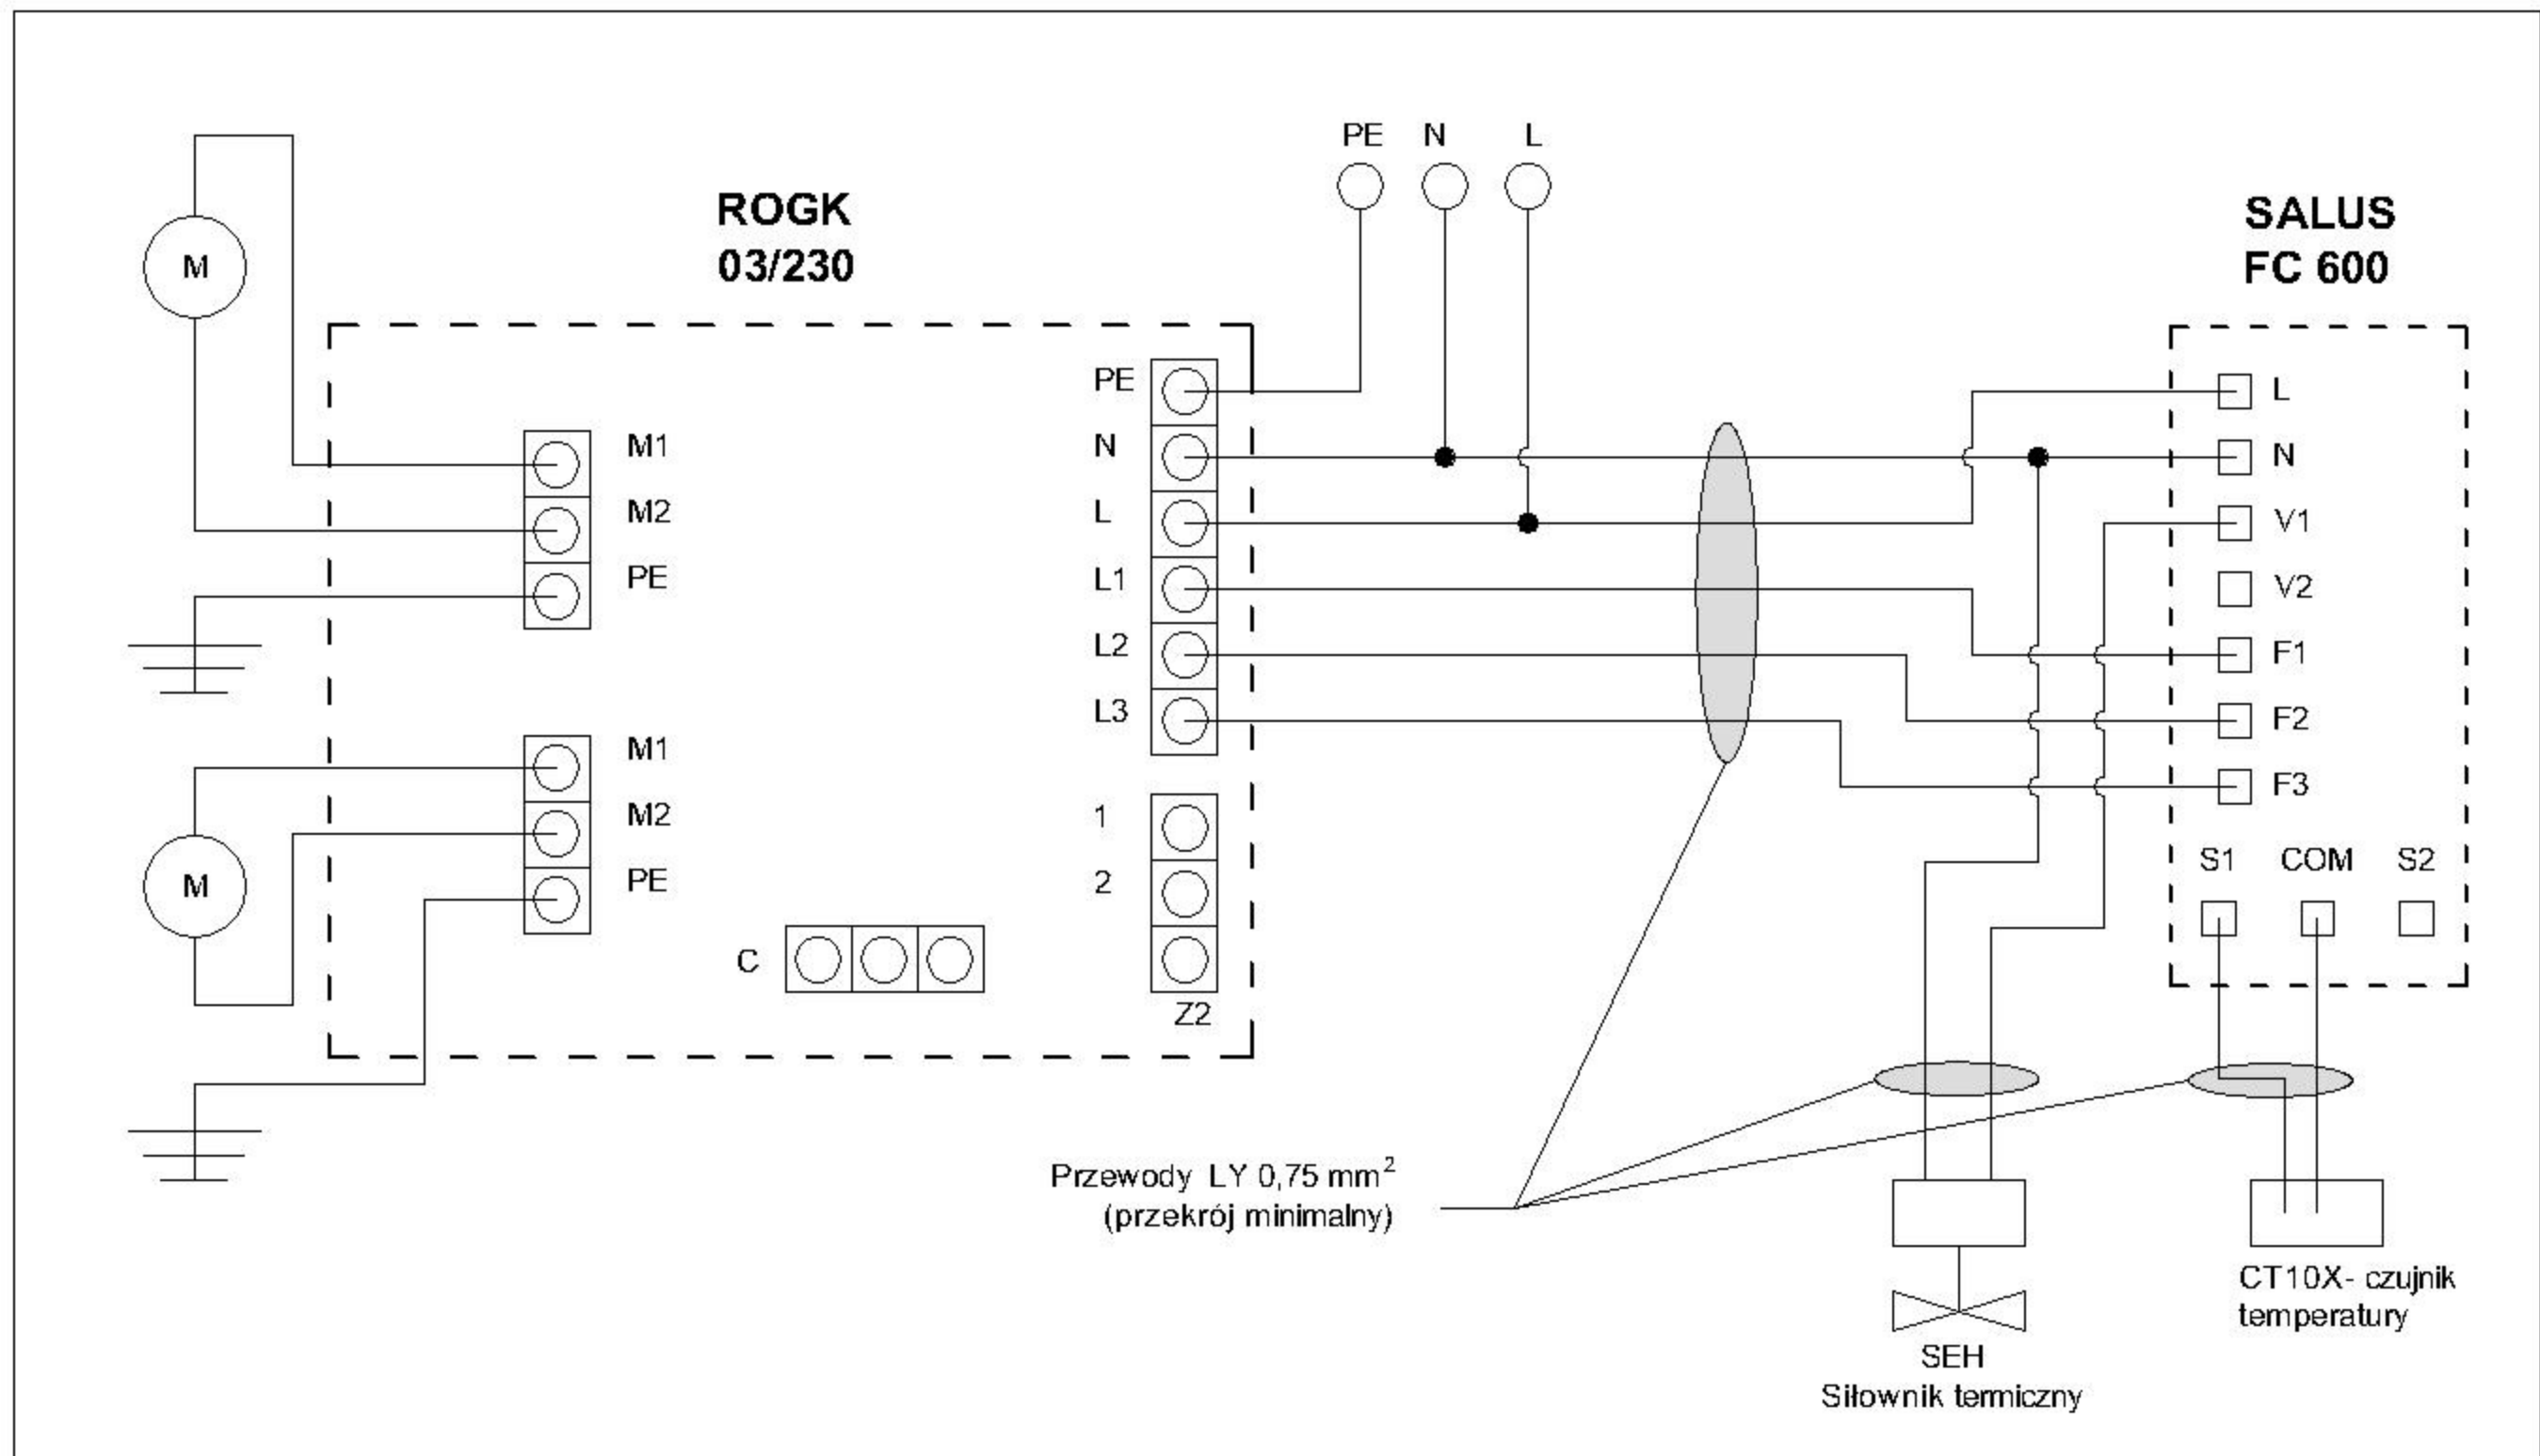 PE N L
ROGK
03/230
SALUS
FC 600
M
M1
M2
PE
M
M1
M2
PE
C
PE
N
L
L1
L2
L3
1
2
Z2
L
N
V1
V2
F1
F2
F3
S1 COM S2
Przewody LY 0,75 mm²
(przekrój minimalny)
CT10X- czujnik
temperatury
SEH
Siłownik termiczny